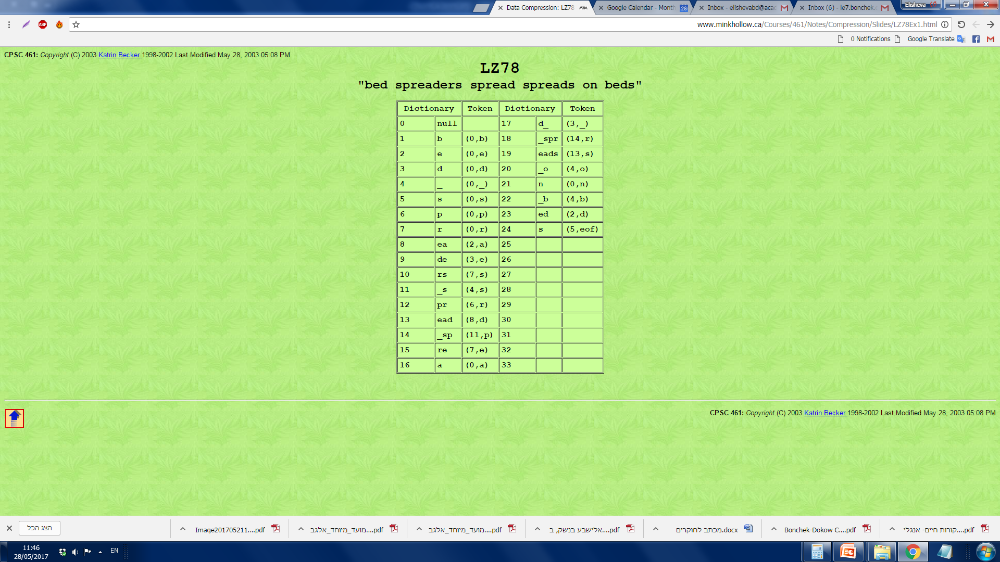 Data Compression: LZ78
Google Calendar - Month
28
Inbox - elishevabd@acac
Inbox (6) - le7.bonchek.
Elisheva
ABP
www.minkhollow.ca/Courses/461/Notes/Compression/Slides/LZ78Ex1.html
0 Notifications
Google Translate
CPSC 461: Copyright (C) 2003 Katrin Becker 1998-2002 Last Modified May 28, 2003 05:08 PM
LZ78
"bed spreaders spread spreads on beds"
Dictionary Token Dictionary Token
0 null 17 d_ (3,_)
1 b (0,b) 18 _spr (14,r)
2 e (0,e) 19 eads (13,s)
3 d (0,d) 20 _o (4,o)
4 _ (0,_) 21 n (0,n)
5 s (0,s) 22 _b (4,b)
6 p (0,p) 23 ed (2,d)
7 r (0,r) 24 s (5,eof)
8 ea (2,a) 25
9 de (3,e) 26
10 rs (7,s) 27
11 _s (4,s) 28
12 pr (6,r) 29
13 ead (8,d) 30
14 _sp (11,p) 31
15 re (7,e) 32
16 a (0,a) 33
CPSC 461: Copyright (C) 2003 Katrin Becker 1998-2002 Last Modified May 28, 2003 05:08 PM
הצג הכל
Image201705211....pdf
מועד_מיוחד_אלגב....pdf
מועד_מיוחד_אלגב....pdf
אלישבע בנשק, ב....pdf
מכתב לחוקרים.docx
Bonchek-Dokow C....pdf
קורות חיים- אנגלי....pdf
11:46
28/05/2017
EN